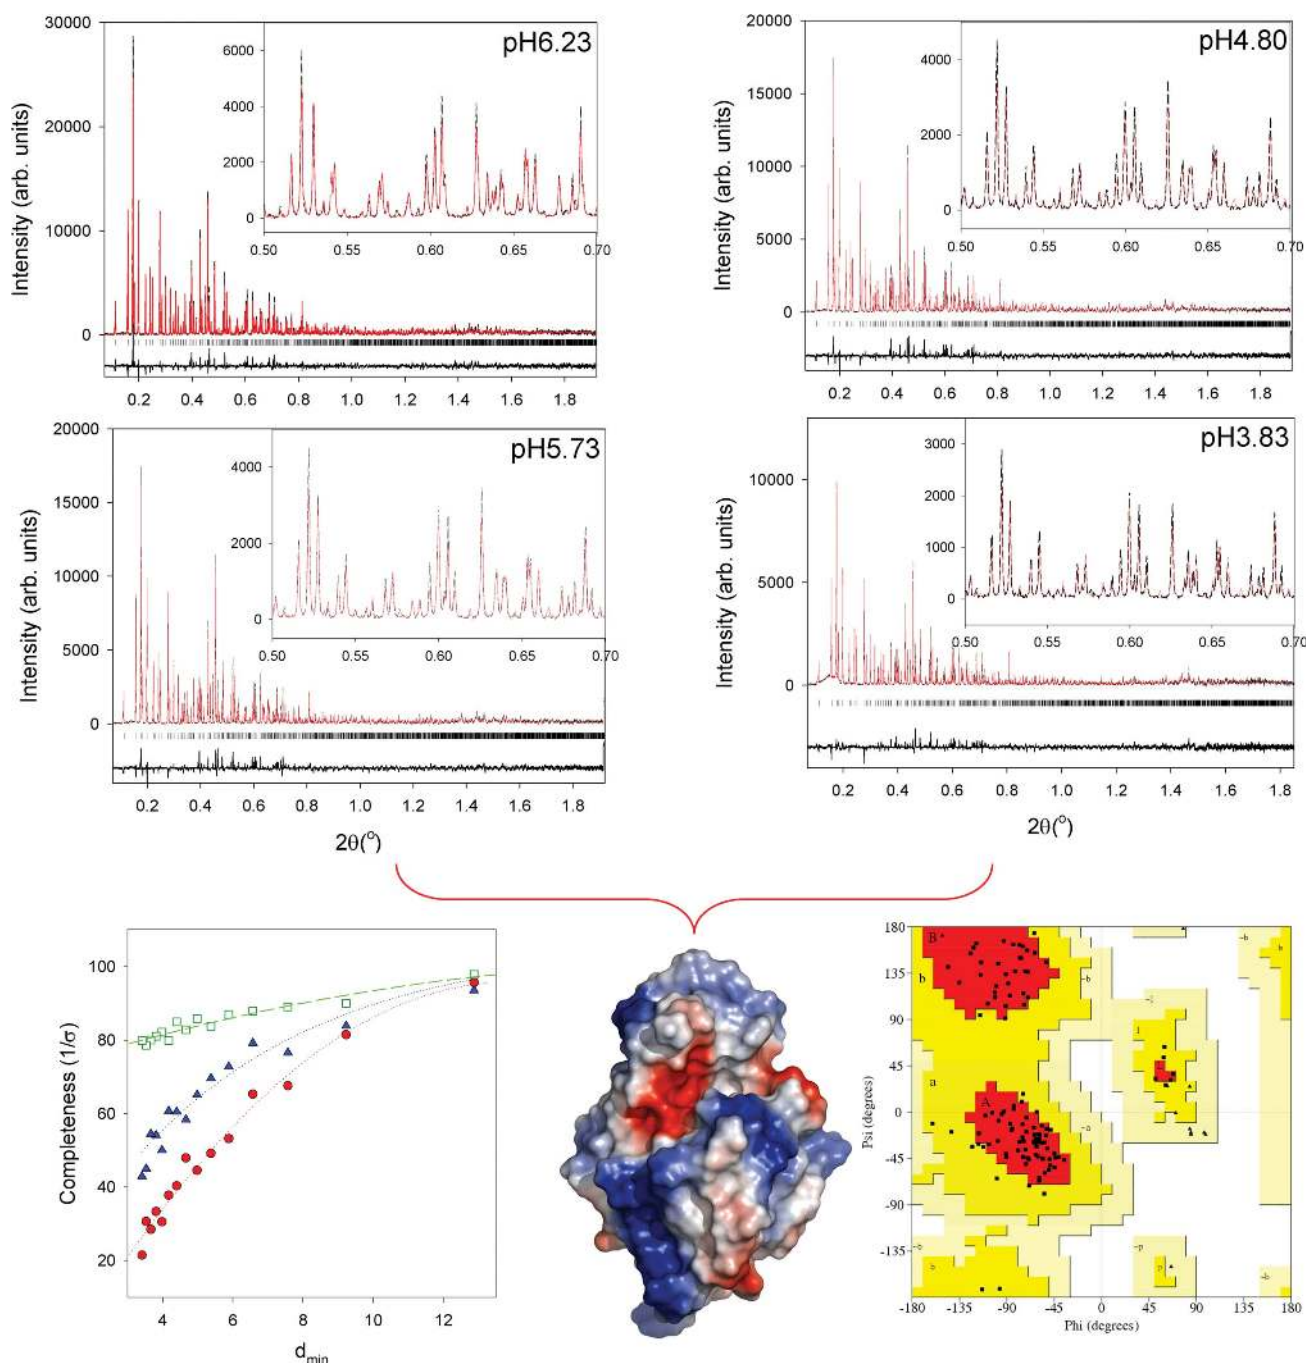 pH6.23
30000
20000
10000
0
Intensity (arb. units)
6000
4000
2000
0
0.50 0.55 0.60 0.65 0.70
0.2 0.4 0.6 0.8 1.0 1.2 1.4 1.6 1.8
pH4.80
20000
15000
10000
5000
0
Intensity (arb. units)
4000
2000
0
0.50 0.55 0.60 0.65 0.70
0.2 0.4 0.6 0.8 1.0 1.2 1.4 1.6 1.8
pH5.73
20000
15000
10000
5000
0
Intensity (arb. units)
4000
2000
0
0.50 0.55 0.60 0.65 0.70
0.2 0.4 0.6 0.8 1.0 1.2 1.4 1.6 1.8
2θ(°)
pH3.83
10000
5000
0
Intensity (arb. units)
3000
2000
1000
0
0.50 0.55 0.60 0.65 0.70
0.2 0.4 0.6 0.8 1.0 1.2 1.4 1.6 1.8
2θ(°)
100
80
60
40
20
Completeness (1/σ)
4 6 8 10 12
dmin
180
135
90
45
0
-45
-90
-135
Psi (degrees)
B
b
~b
~b
b
~l
l
a
A
~a
~b
b
~p
p
~b
-180 -135 -90 -45 0 45 90 135 180
Phi (degrees)